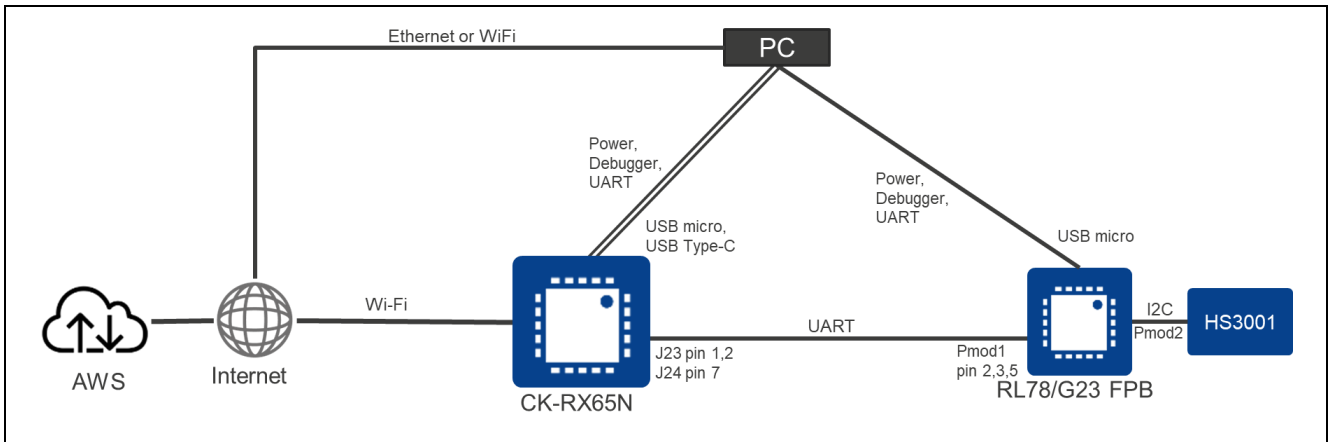 Ethernet or WiFi
PC
Power,
Debugger,
UART
Power,
Debugger,
UART
USB micro,
USB Type-C
USB micro
Wi-Fi
UART
I2C
Pmod2
HS3001
J23 pin 1,2
J24 pin 7
Pmod1
pin 2,3,5
AWS
Internet
CK-RX65N
RL78/G23 FPB